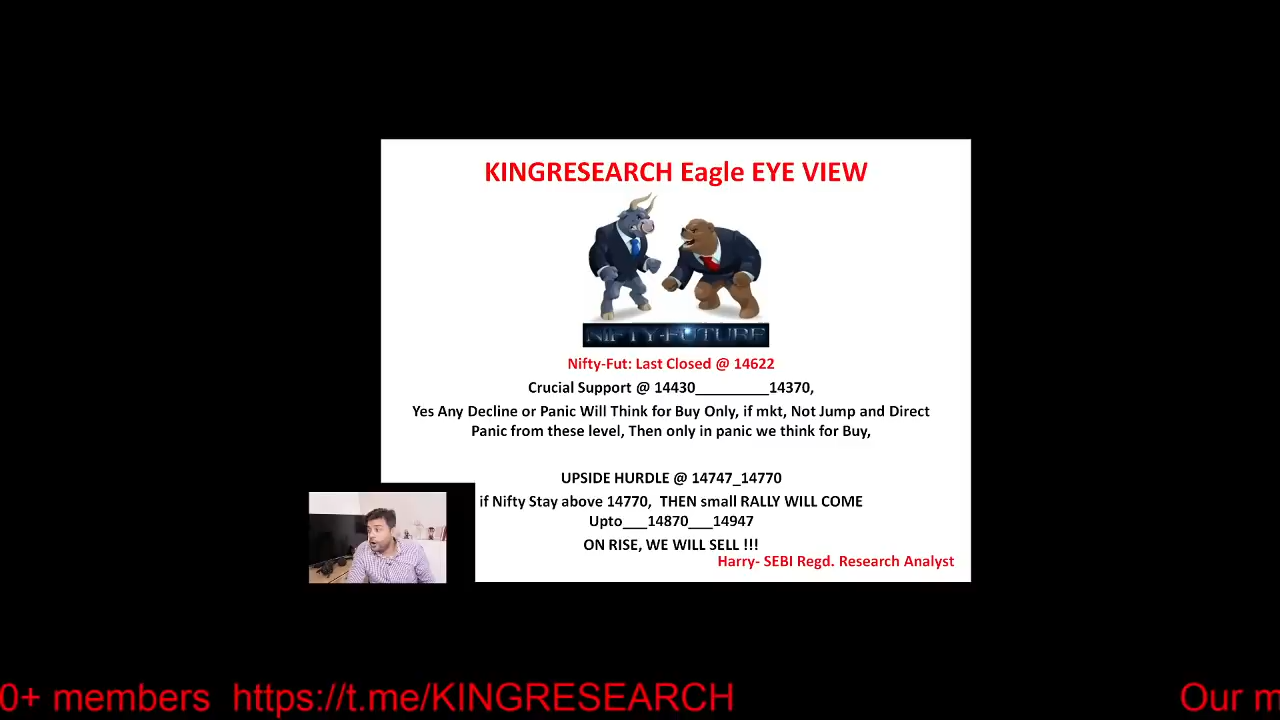 KINGRESEARCH Eagle EYE VIEW
NIFTY-FUTURE
Nifty-Fut: Last Closed @ 14622
Crucial Support @ 14430_________14370,
Yes Any Decline or Panic Will Think for Buy Only, if mkt, Not Jump and Direct
Panic from these level, Then only in panic we think for Buy,
UPSIDE HURDLE @ 14747_14770
if Nifty Stay above 14770, THEN small RALLY WILL COME
Upto___14870___14947
ON RISE, WE WILL SELL !!!
Harry- SEBI Regd. Research Analyst
0+ members https://t.me/KINGRESEARCH Our m